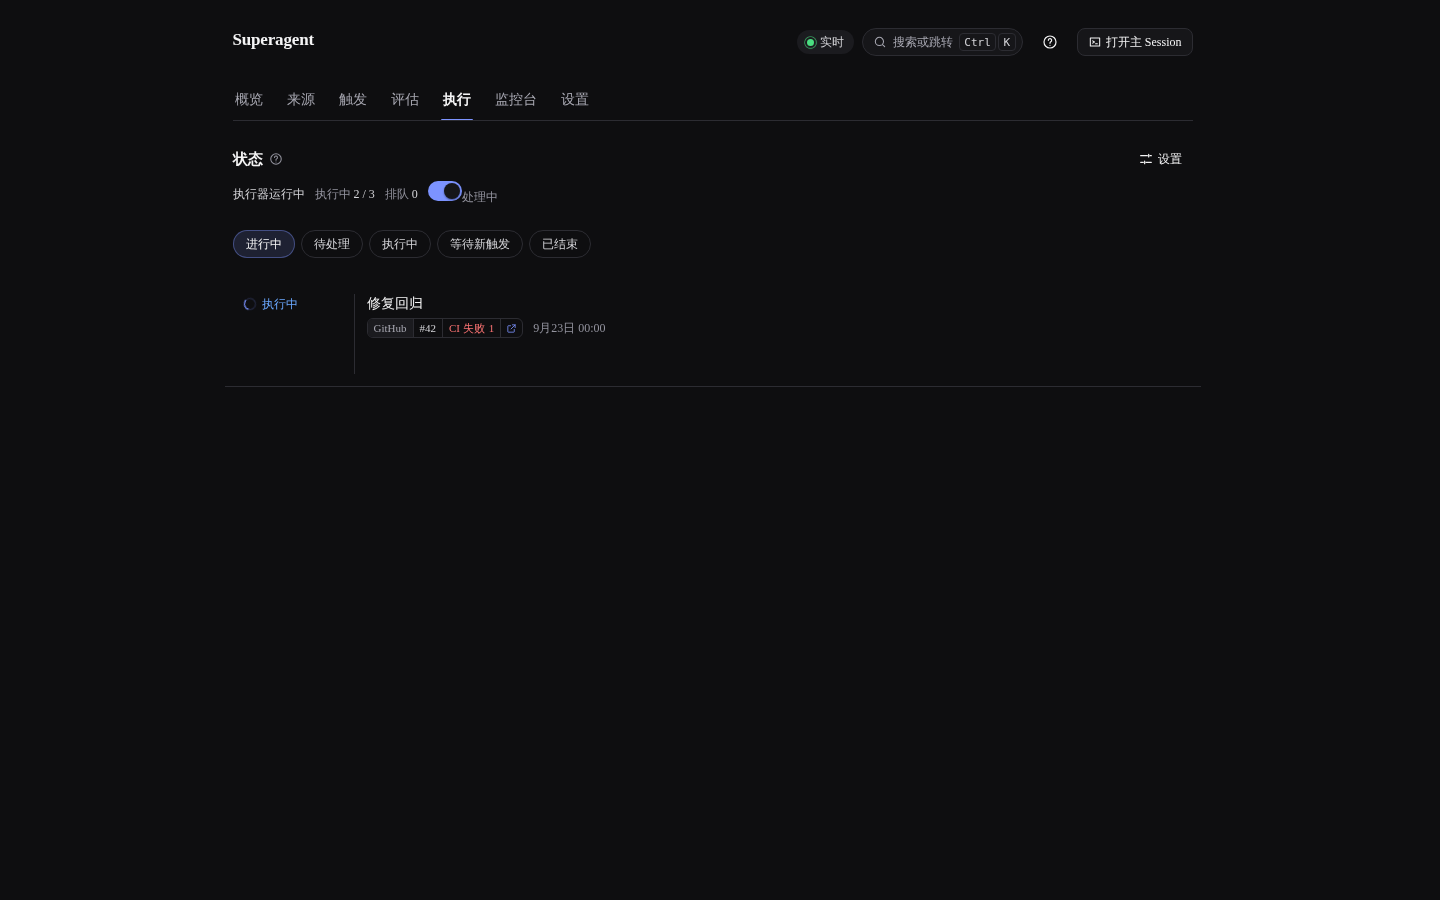 Superagent
实时 搜索或跳转 Ctrl K 打开主 Session
概览 来源 触发 评估 执行 监控台 设置
状态 设置
执行器运行中 执行中 2 / 3 排队 0 处理中
进行中 待处理 执行中 等待新触发 已结束
执行中 修复回归
GitHub #42 CI 失败 1 9月23日 00:00